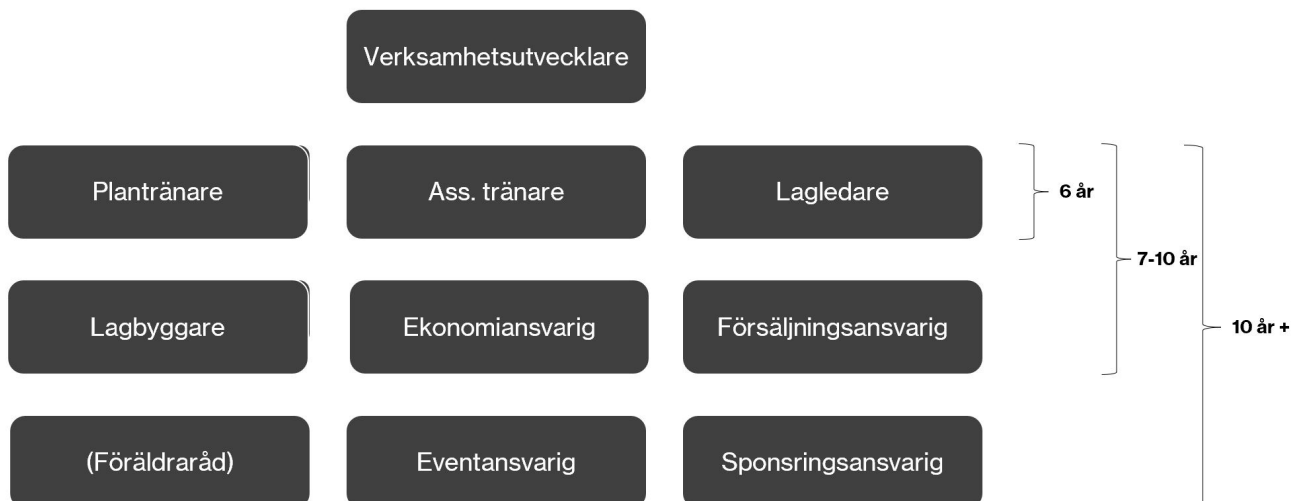 Verksamhetsutvecklare
Plantränare
Ass. tränare
Lagledare
6 år
7-10 år
Lagbyggare
Ekonomiansvarig
Försäljningsansvarig
10 år +
(Föräldraråd)
Eventansvarig
Sponsringsansvarig